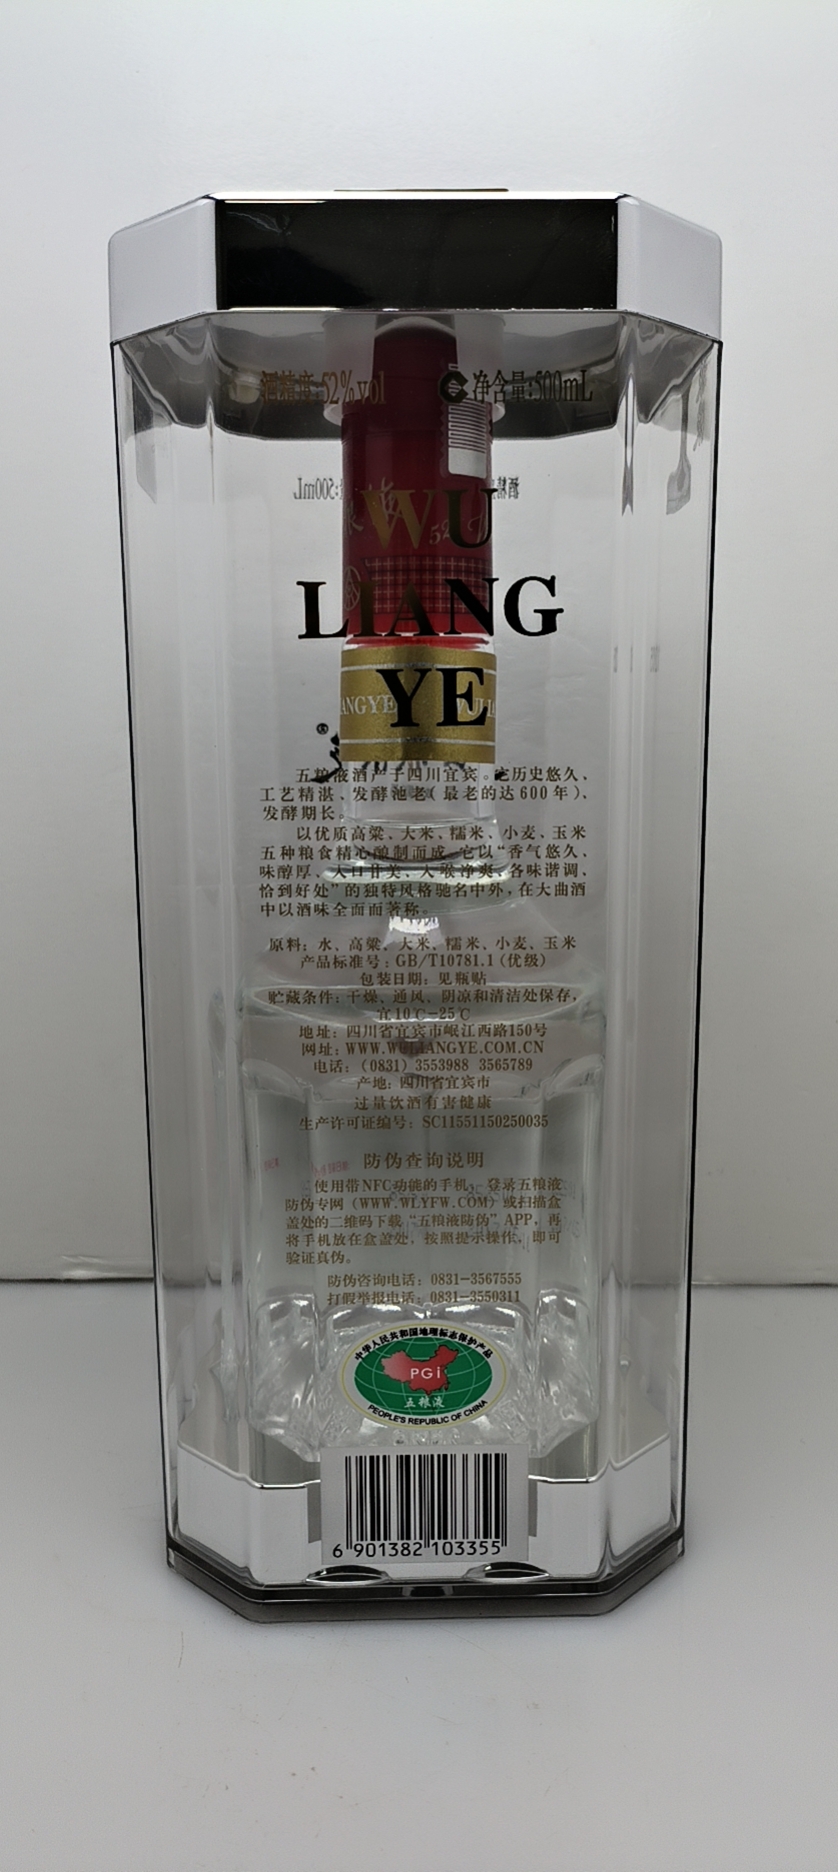 酒精度:52%vol
净含量:500mL
WU
LIANG
YE
五粮液酒产于四川宜宾。它历史悠久、
工艺精湛、发酵池老(最老的达600年)、
发酵期长。
以优质高粱、大米、糯米、小麦、玉米
五种粮食精心酿制而成。它以“香气悠久、
味醇厚、入口甘美、入喉净爽、各味谐调、
恰到好处”的独特风格驰名中外,在大曲酒
中以酒味全面而著称。
原料:水、高粱、大米、糯米、小麦、玉米
产品标准号:GB/T10781.1(优级)
包装日期:见瓶贴
贮藏条件:干燥、通风、阴凉和清洁处保存,
宜10℃-25℃
地址:四川省宜宾市岷江西路150号
网址:WWW.WULIANGYE.COM.CN
电话:(0831)3553988 3565789
产地:四川省宜宾市
过量饮酒有害健康
生产许可证编号:SC11551150250035
防伪查询说明
使用带NFC功能的手机,登录五粮液
防伪专网(WWW.WLYFW.COM)或扫描盒
盖处的二维码下载“五粮液防伪”APP,再
将手机放在盒盖处,按照提示操作,即可
验证真伪。
防伪咨询电话:0831-3567555
打假举报电话:0831-3550311
中华人民共和国地理标志保护产品
PGi
五粮液
PEOPLE'S REPUBLIC OF CHINA
6 901382 103355